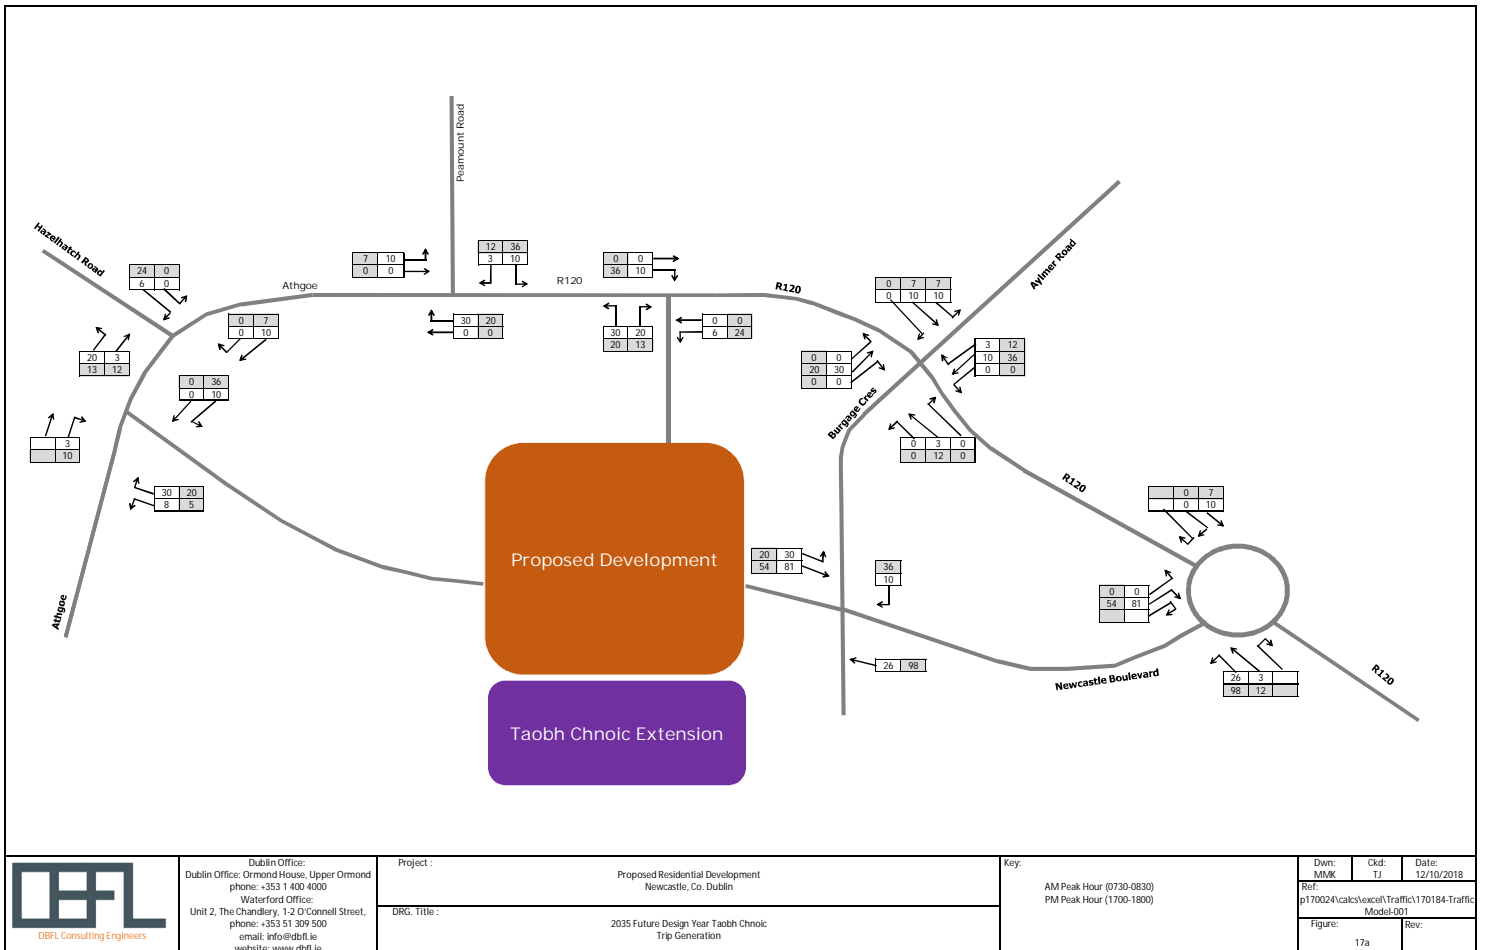 Peamount Road
Hazelhatch Road
24 0
6 0
7 10
0 0
12 36
3 10
0 0
36 10
Athgoe
R120
R120
Aylmer Road
0 7 7
0 10 10
0 7
0 10
30 20
0 0
30 20
20 13
0 0
6 24
20 3
13 12
0 0
20 30
0 0
3 12
10 36
0 0
0 36
0 10
Burgage Cres
0 3 0
0 12 0
3
10
30 20
8 5
R120
0 7
0 10
Proposed Development
20 30
54 81
36
10
0 0
54 81
Athgoe
26 98
Newcastle Boulevard
26 3
98 12
R120
Taobh Chnoic Extension
DBFL
DBFL Consulting Engineers
Dublin Office:
Dublin Office: Ormond House, Upper Ormond
phone: +353 1 400 4000
Waterford Office:
Unit 2, The Chandlery, 1-2 O'Connell Street,
phone: +353 51 309 500
email: info@dbfl.ie
website: www.dbfl.ie
Project :
Proposed Residential Development
Newcastle, Co. Dublin
DRG. Title :
2035 Future Design Year Taobh Chnoic
Trip Generation
Key:
AM Peak Hour (0730-0830)
PM Peak Hour (1700-1800)
Dwn: Ckd: Date:
MMK TJ 12/10/2018
Ref:
p170024\calcs\excel\Traffic\170184-Traffic
Model-001
Figure: Rev:
17a